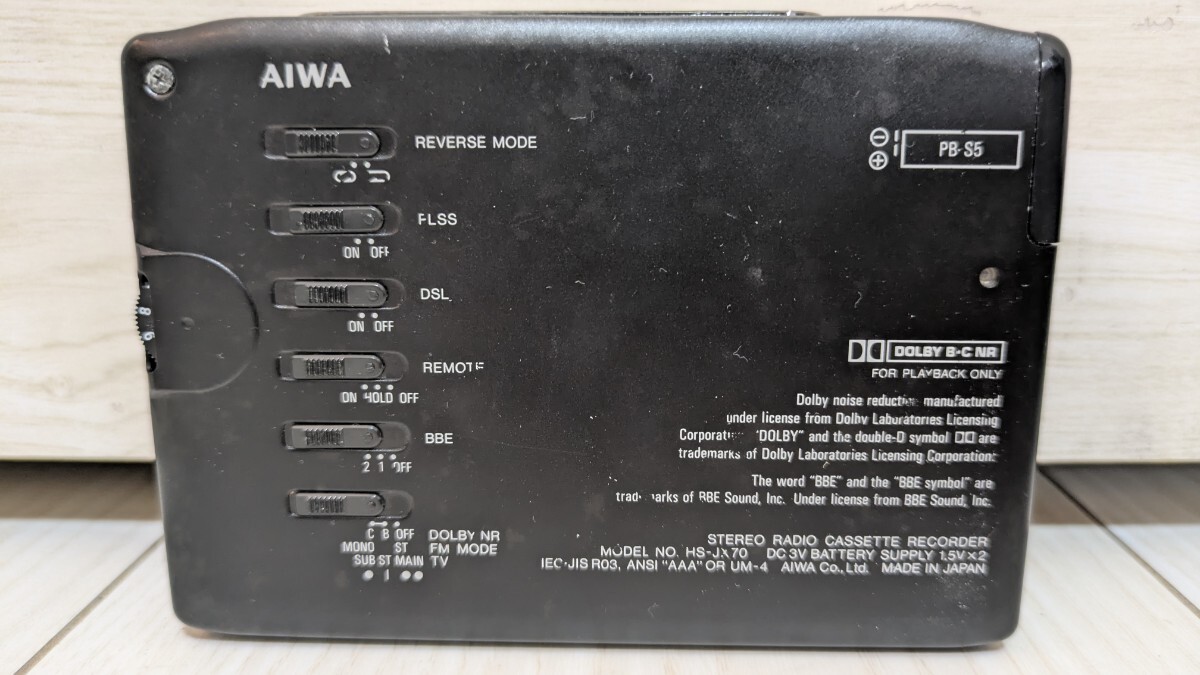 AIWA
REVERSE MODE
PB-S5
ON OFF
DSL
ON OFF
REMOTE
ON HOLD OFF
BBE
2 1 OFF
C B OFF DOLBY NR
MONO ST FM MODE
SUB ST MAIN TV
8
9
DOLBY B·C NR
FOR PLAYBACK ONLY
Dolby noise reduction manufactured
under license from Dolby Laboratories Licensing
Corporation. "DOLBY" and the double-D symbol are
trademarks of Dolby Laboratories Licensing Corporation.
The word "BBE" and the "BBE symbol" are
trademarks of BBE Sound, Inc. Under license from BBE Sound, Inc.
STEREO RADIO CASSETTE RECORDER
MODEL NO. HS-JX70 DC 3V BATTERY SUPPLY 1.5V×2
IEC·JIS R03, ANSI "AAA" OR UM-4 AIWA Co., Ltd. MADE IN JAPAN